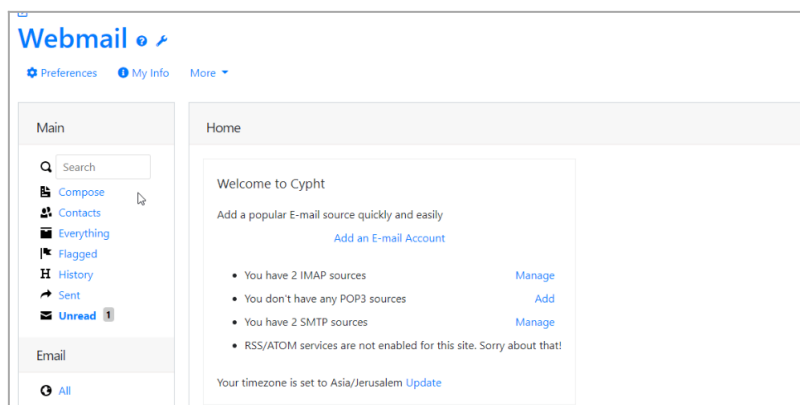 Webmail
Preferences My Info More
Main
Search
Compose
Contacts
Everything
Flagged
History
Sent
Unread 1
Email
All
Home
Welcome to Cypht
Add a popular E-mail source quickly and easily
Add an E-mail Account
You have 2 IMAP sources Manage
You don't have any POP3 sources Add
You have 2 SMTP sources Manage
RSS/ATOM services are not enabled for this site. Sorry about that!
Your timezone is set to Asia/Jerusalem Update